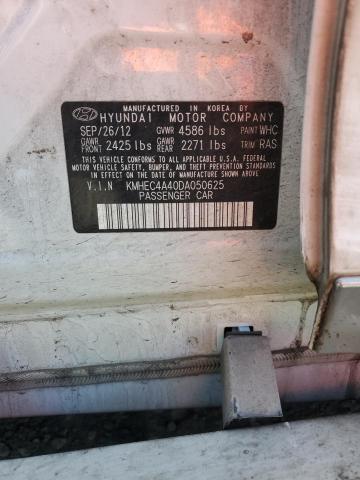 MANUFACTURED IN KOREA BY
HYUNDAI MOTOR COMPANY
SEP/26/12 GVWR 4586 lbs PAINT WHC
GAWR FRONT 2425 lbs GAWR REAR 2271 lbs TRIM RAS
THIS VEHICLE CONFORMS TO ALL APPLICABLE U.S.A. FEDERAL
MOTOR VEHICLE SAFETY, BUMPER, AND THEFT PREVENTION
STANDARDS IN EFFECT ON THE DATE OF MANUFACTURE SHOWN ABOVE.
V.I.N KMHEC4A40DA050625
PASSENGER CAR